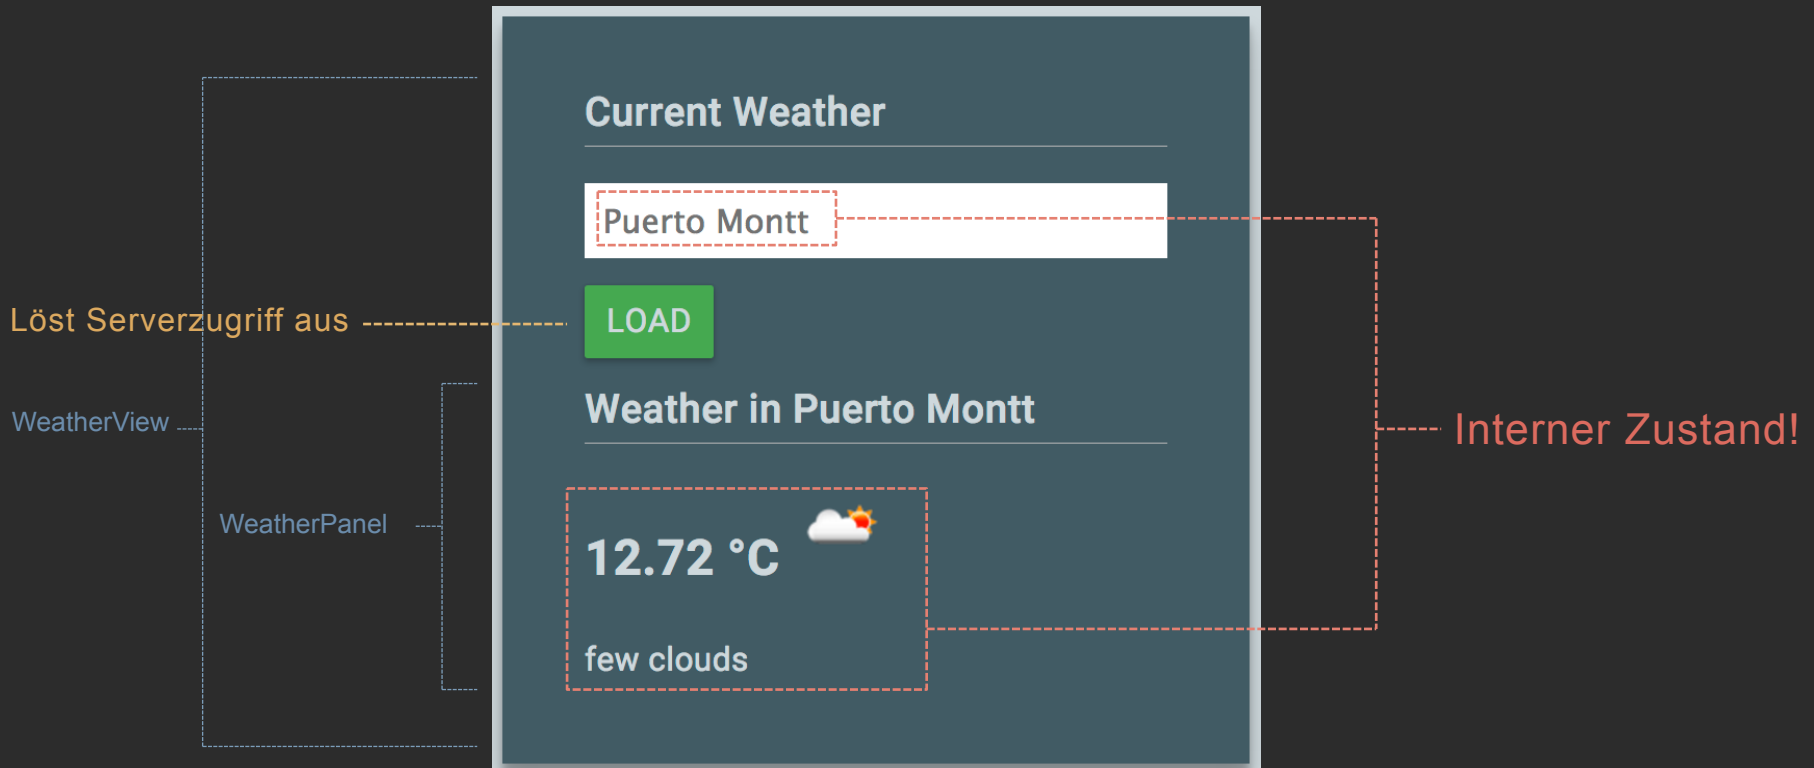 Current Weather
Puerto Montt
Löst Serverzugriff aus
LOAD
WeatherView
Weather in Puerto Montt
Interner Zustand!
WeatherPanel
12.72 °C
few clouds